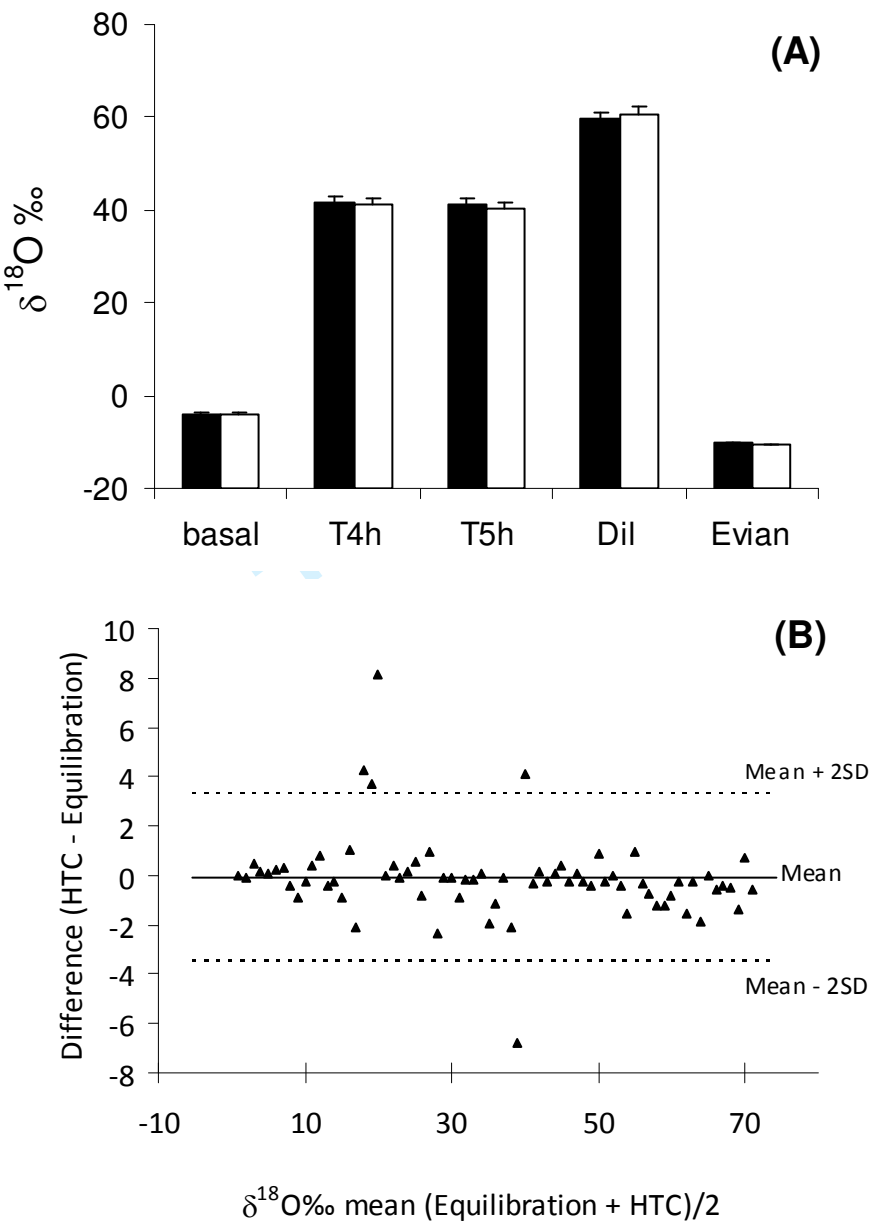 (A)
80
60
40
20
0
-20
δ¹⁸O ‰
basal T4h T5h Dil Evian
(B)
10
8
6
4
2
0
-2
-4
-6
-8
Difference (HTC - Equilibration)
Mean + 2SD
Mean
Mean - 2SD
-10 10 30 50 70
δ¹⁸O‰ mean (Equilibration + HTC)/2